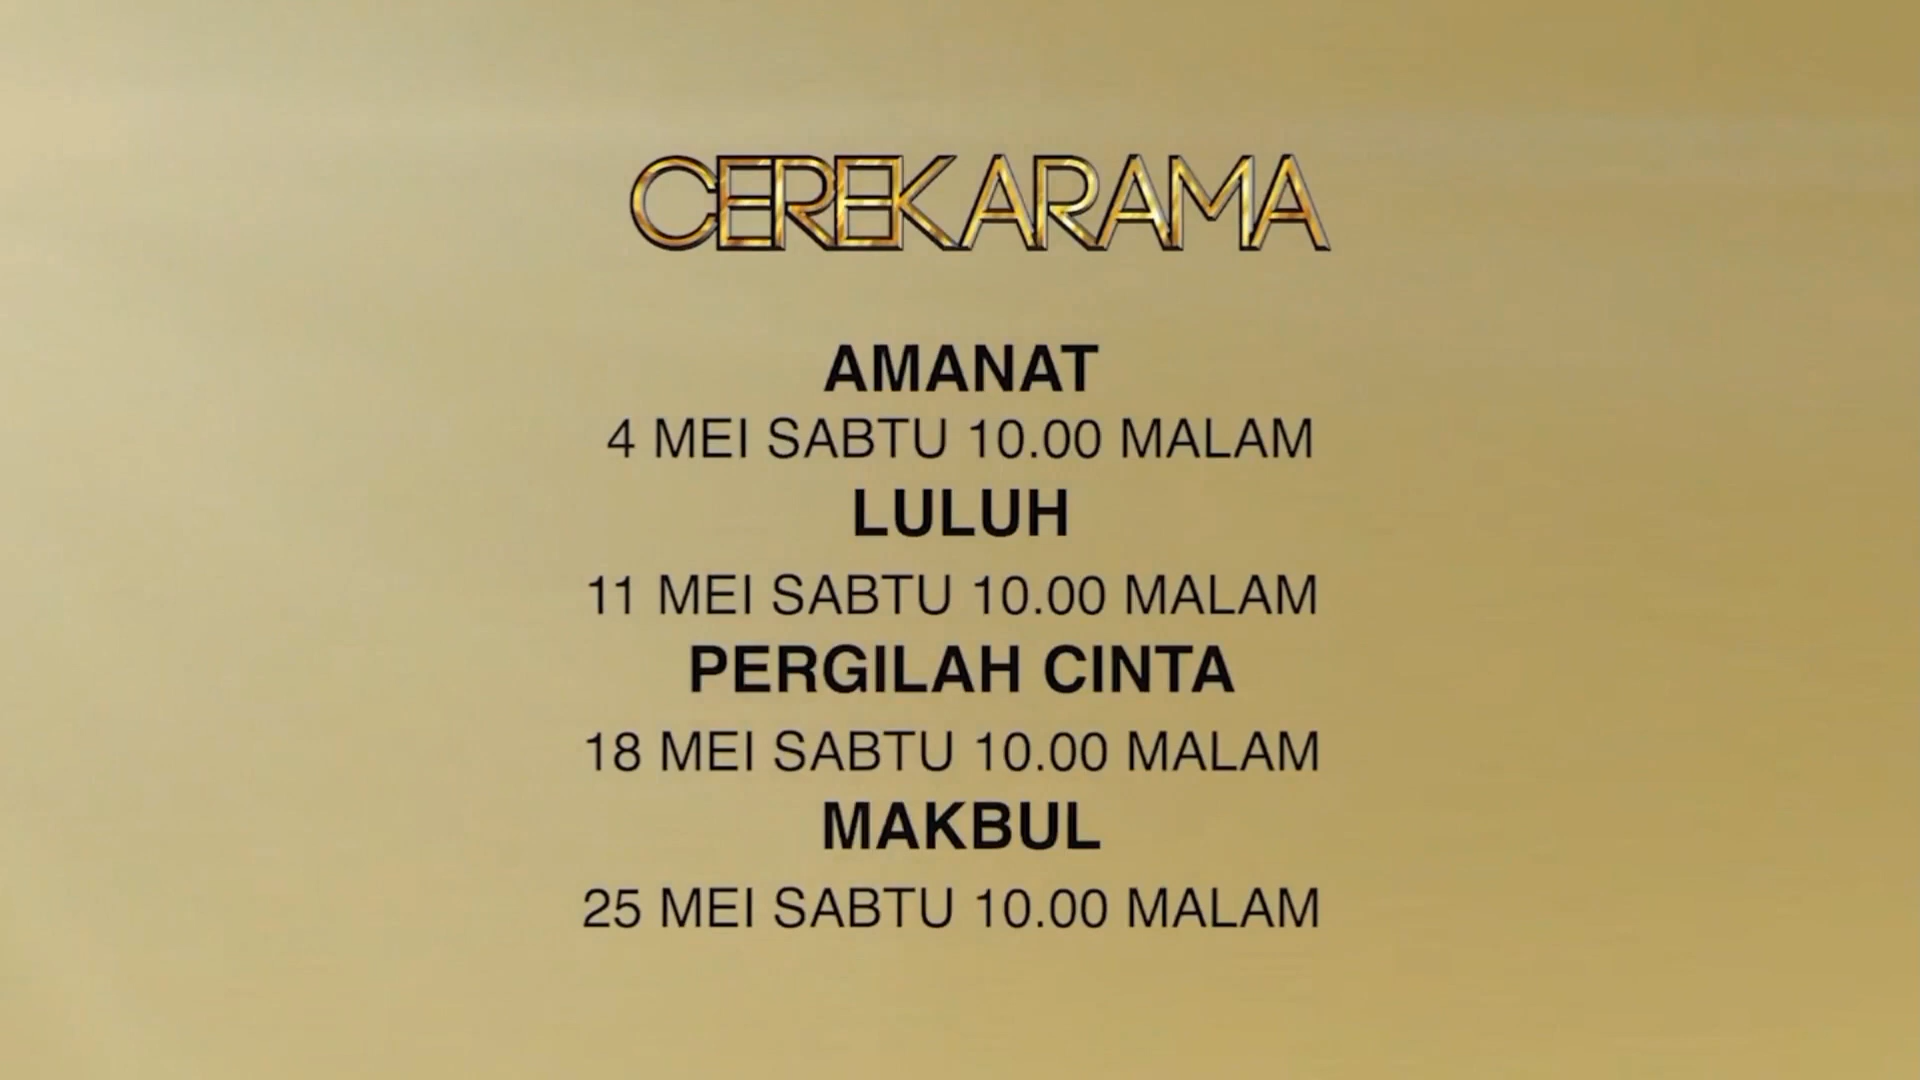 CEREKARAMA
AMANAT
4 MEI SABTU 10.00 MALAM
LULUH
11 MEI SABTU 10.00 MALAM
PERGILAH CINTA
18 MEI SABTU 10.00 MALAM
MAKBUL
25 MEI SABTU 10.00 MALAM